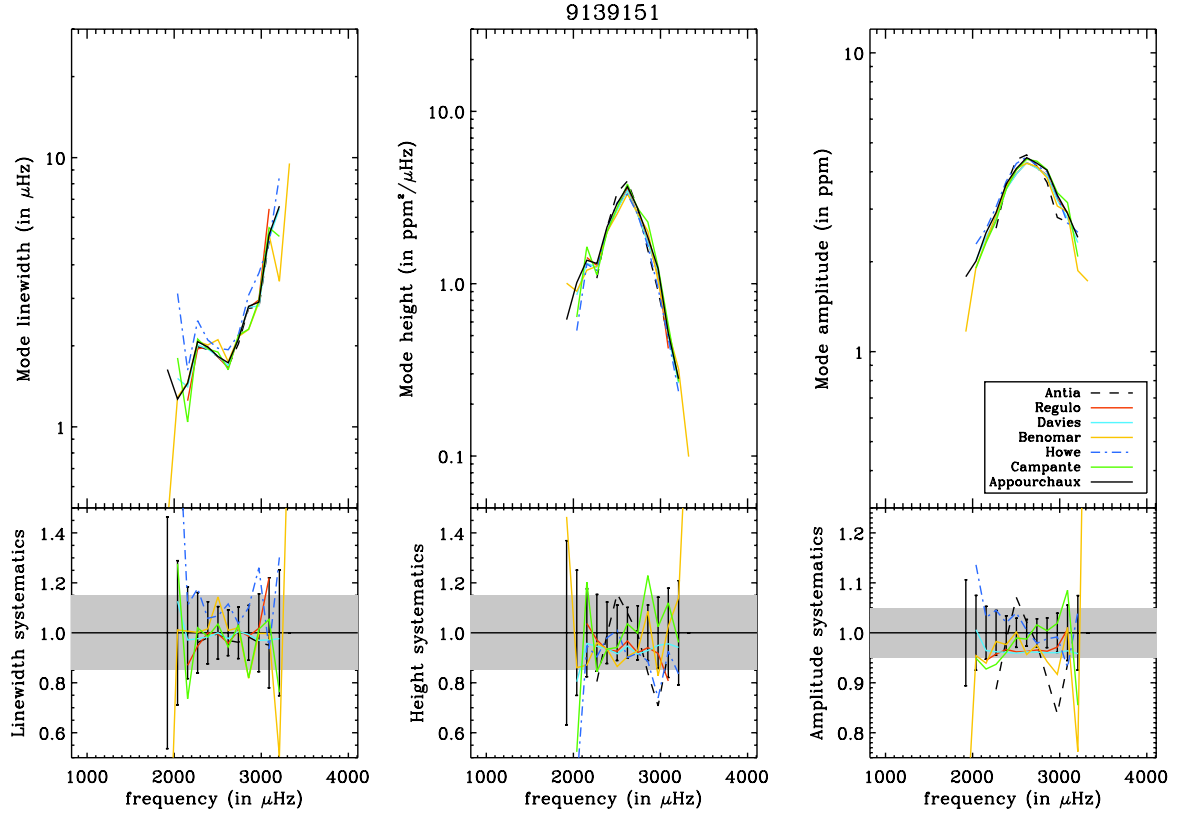 9139151
Mode linewidth (in μHz)
10
1
Mode height (in ppm²/μHz)
10.0
1.0
0.1
Mode amplitude (in ppm)
10
1
Antia
Regulo
Davies
Benomar
Howe
Campante
Appourchaux
Linewidth systematics
1.4
1.2
1.0
0.8
0.6
1000 2000 3000 4000
frequency (in μHz)
Height systematics
1.4
1.2
1.0
0.8
0.6
1000 2000 3000 4000
frequency (in μHz)
Amplitude systematics
1.2
1.1
1.0
0.9
0.8
1000 2000 3000 4000
frequency (in μHz)